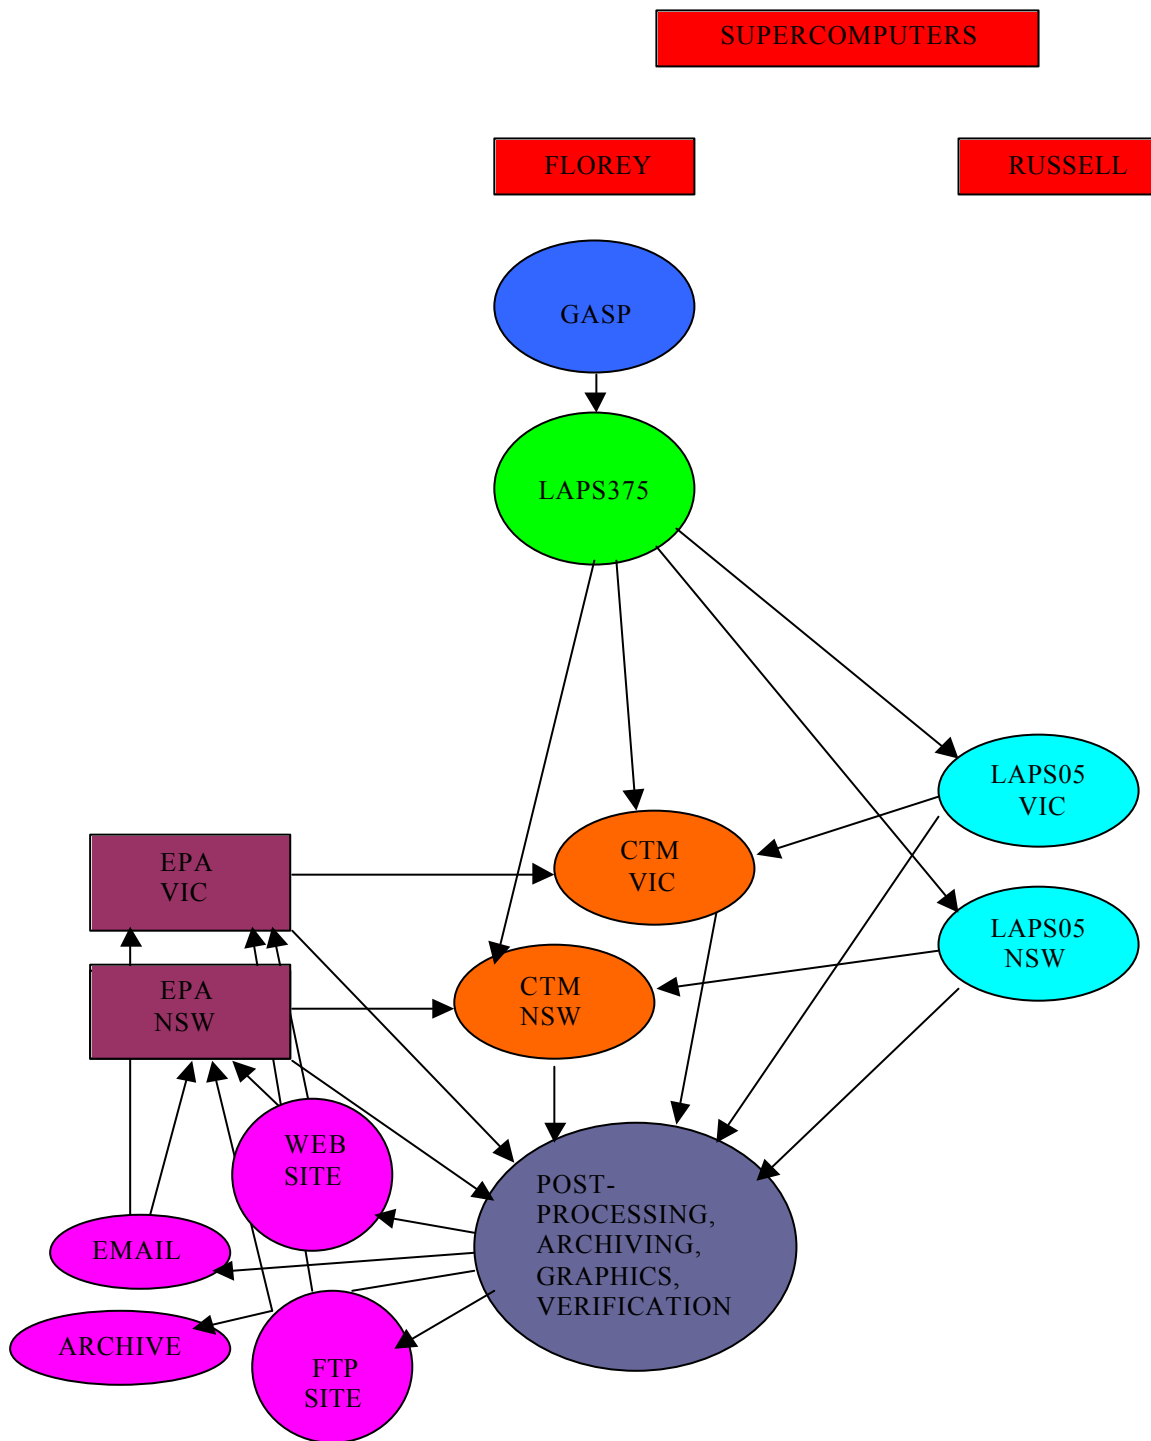 SUPERCOMPUTERS
FLOREY
RUSSELL
GASP
LAPS375
LAPS05
VIC
CTM
VIC
EPA
VIC
LAPS05
NSW
CTM
NSW
EPA
NSW
WEB
SITE
POST-
PROCESSING,
ARCHIVING,
GRAPHICS,
VERIFICATION
EMAIL
ARCHIVE
FTP
SITE